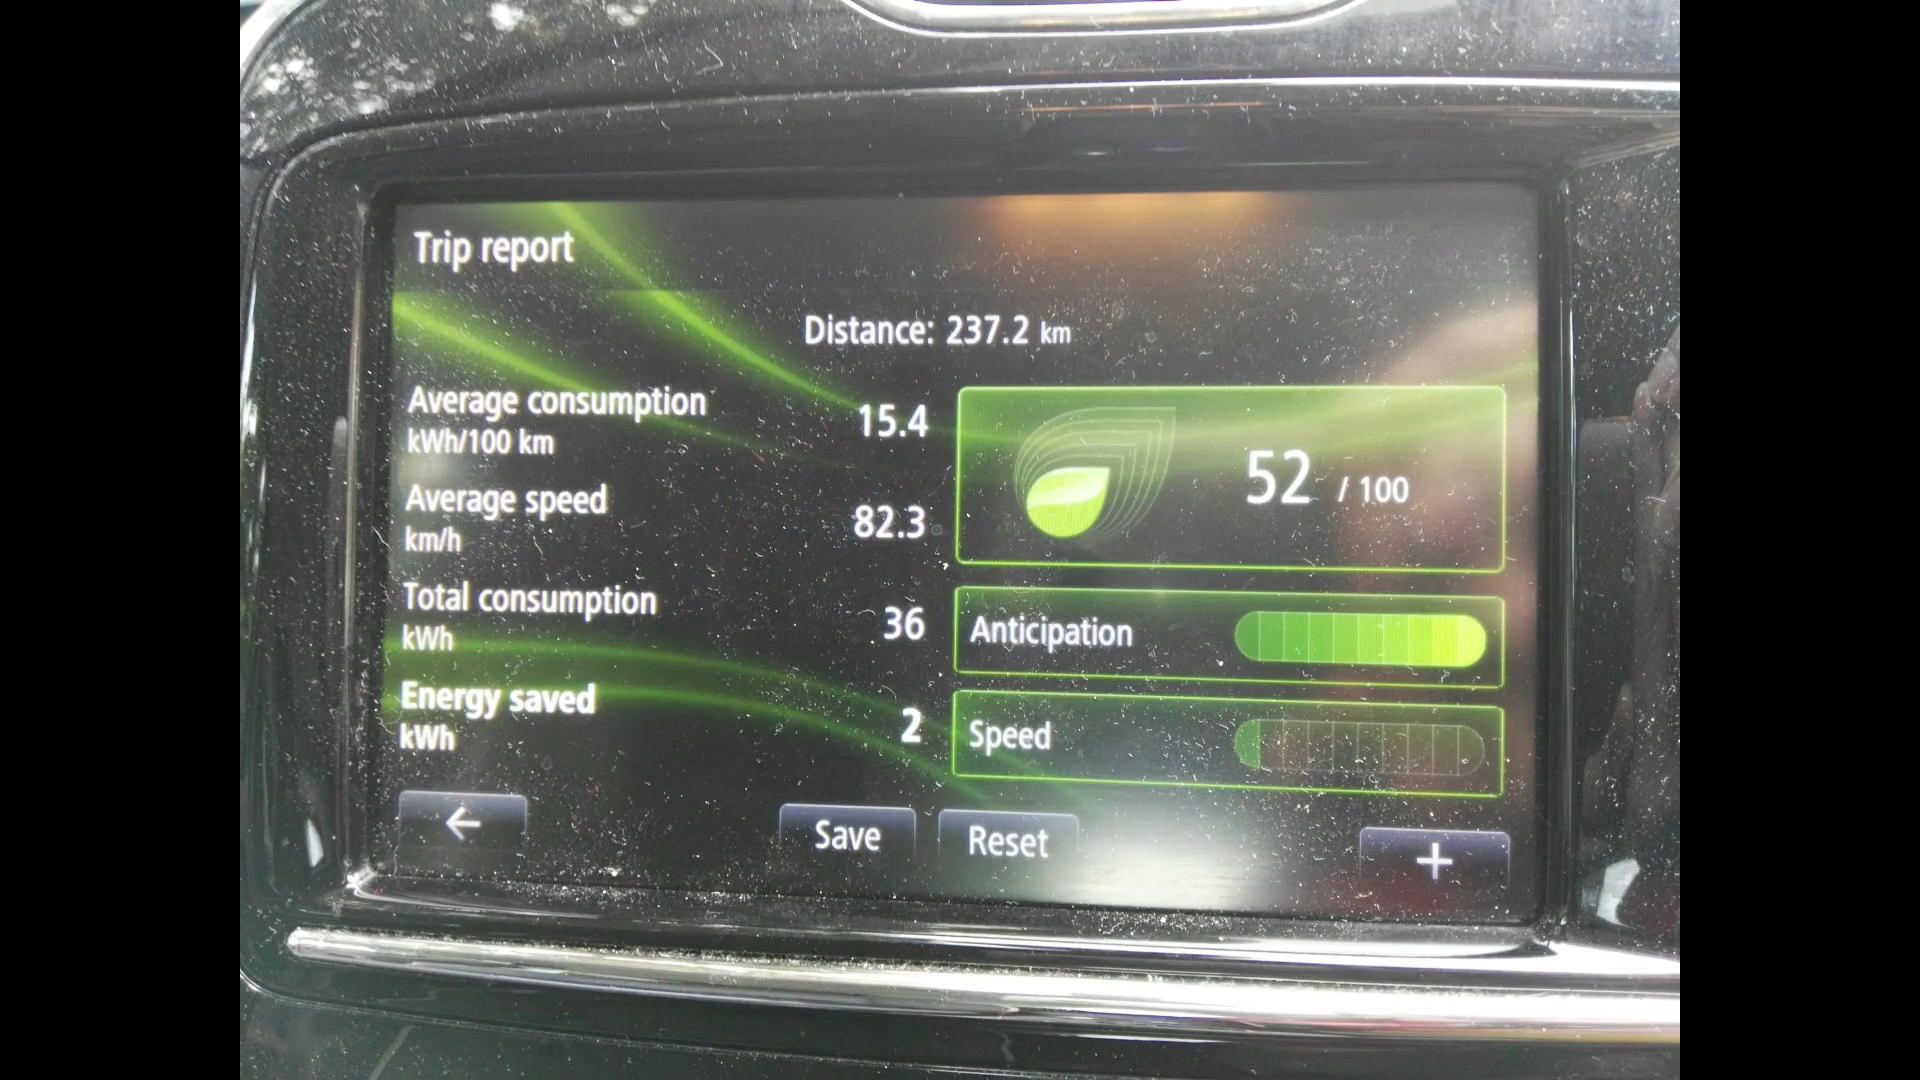 Trip report
Distance: 237.2 km
Average consumption
kWh/100 km
15.4
Average speed
km/h
82.3
Total consumption
kWh
36
Energy saved
kWh
2
52 / 100
Anticipation
Speed
Save
Reset
+